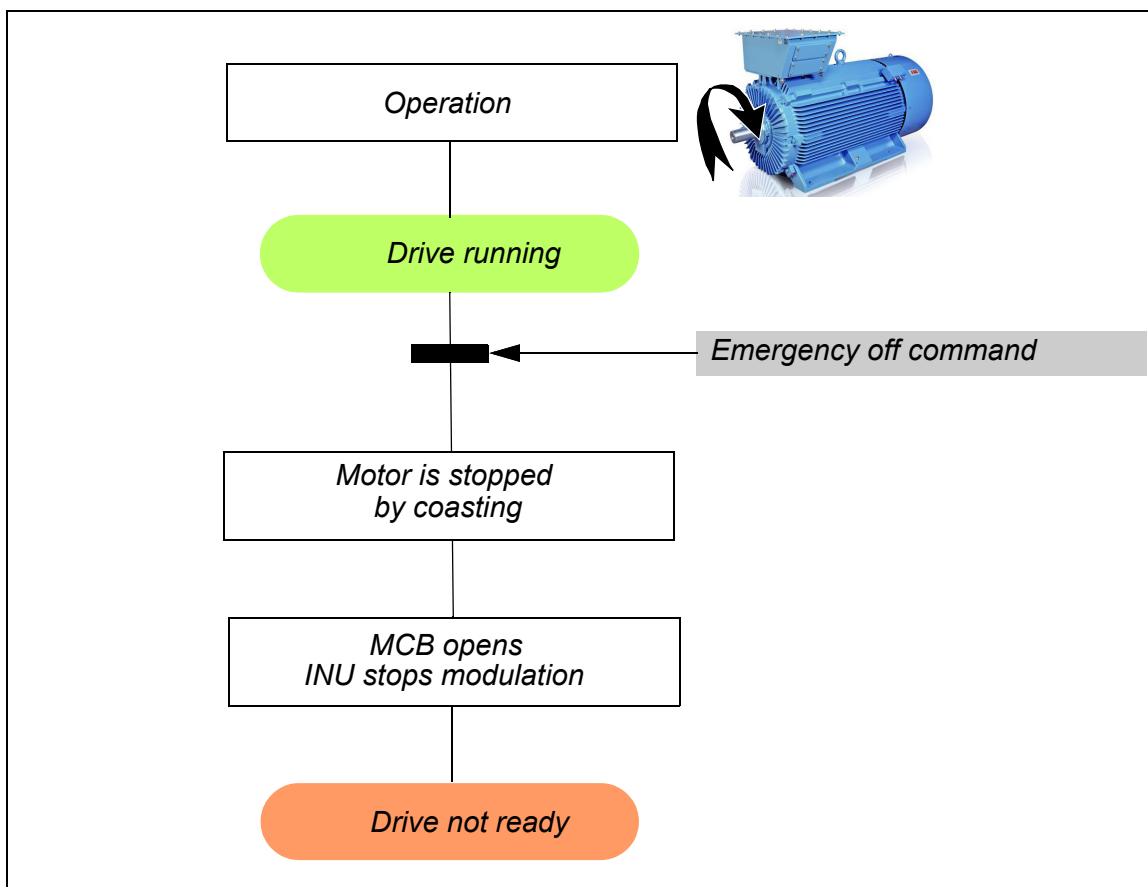 Operation
Drive running
Emergency off command
Motor is stopped
by coasting
MCB opens
INU stops modulation
Drive not ready